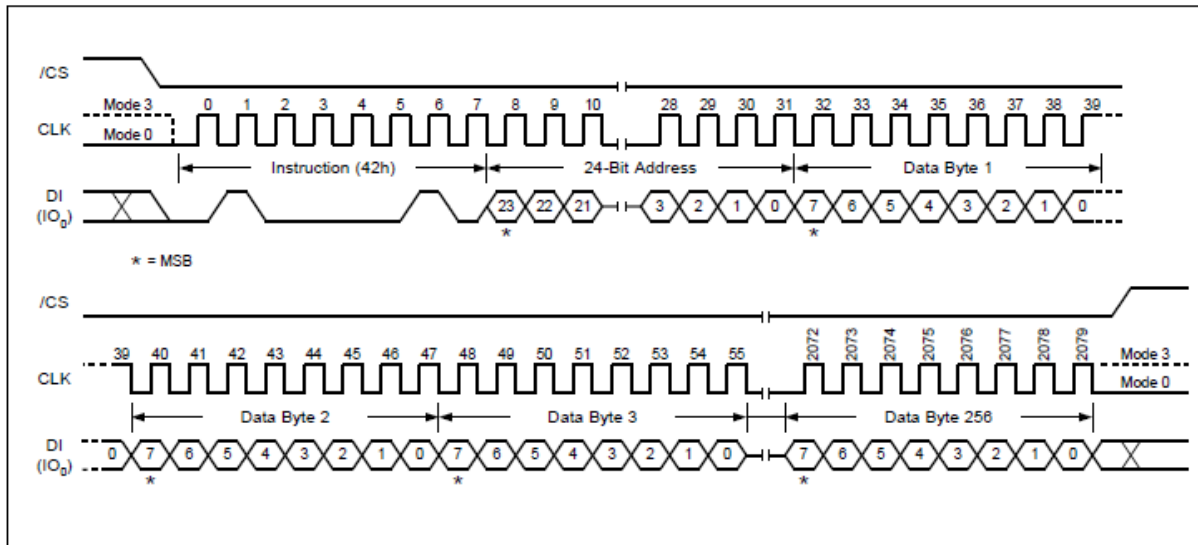 /CS
Mode 3 0 1 2 3 4 5 6 7 8 9 10 28 29 30 31 32 33 34 35 36 37 38 39
CLK Mode 0
Instruction (42h) 24-Bit Address Data Byte 1
DI
(IO₀) 23 22 21 3 2 1 0 7 6 5 4 3 2 1 0
* *
* = MSB
/CS
39 40 41 42 43 44 45 46 47 48 49 50 51 52 53 54 55 2072 2073 2074 2075 2076 2077 2078 2079
Mode 3
CLK Mode 0
Data Byte 2 Data Byte 3 Data Byte 256
DI
(IO₀) 0 7 6 5 4 3 2 1 0 7 6 5 4 3 2 1 0 7 6 5 4 3 2 1 0
* * *